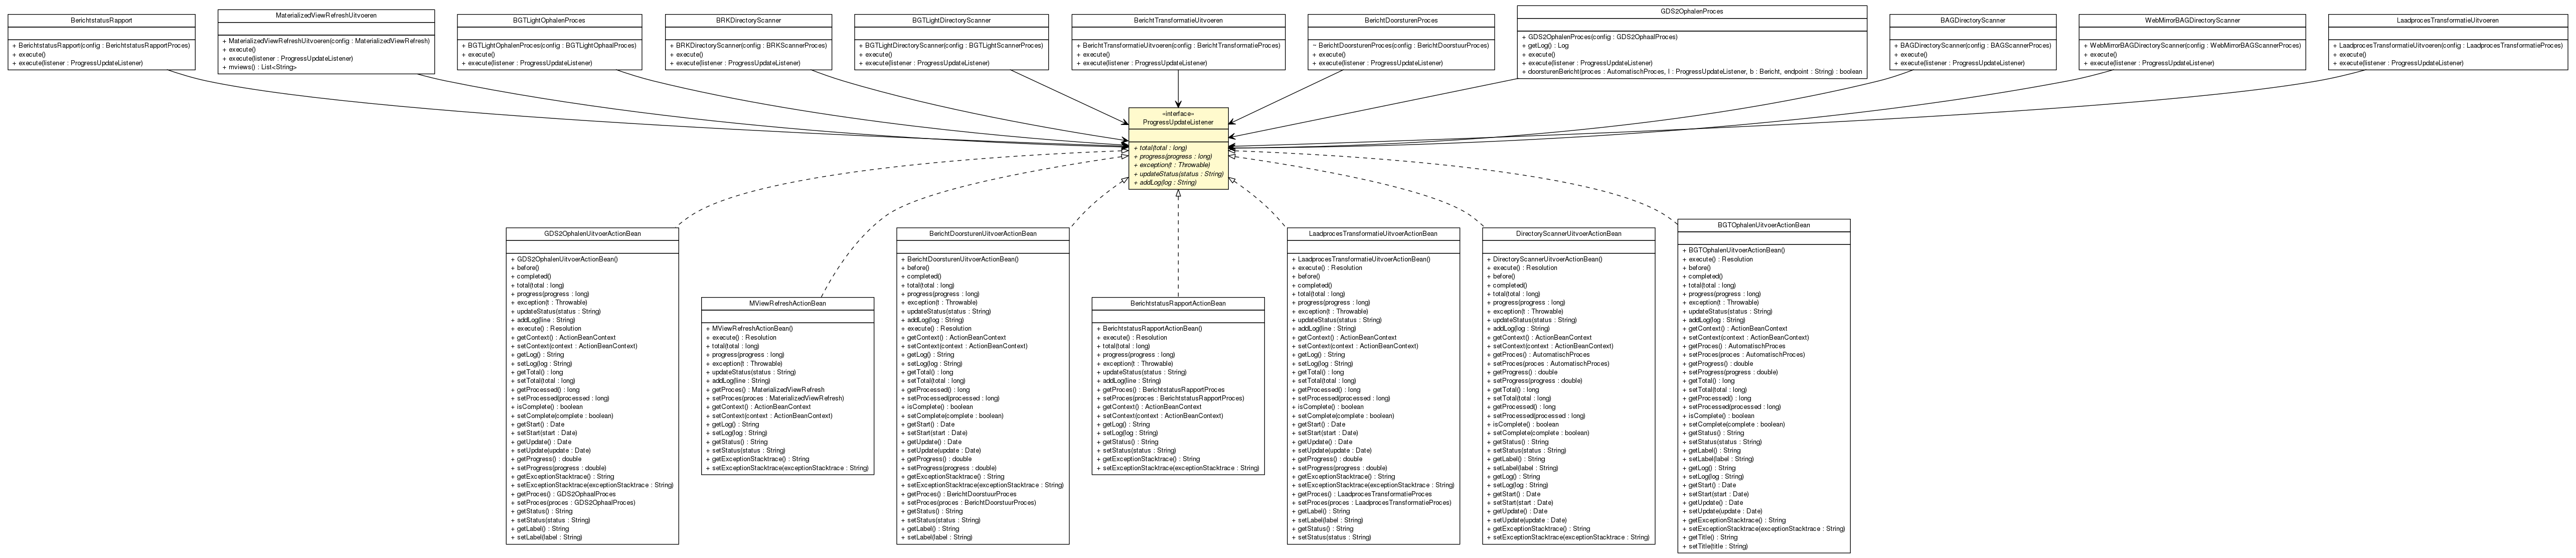 BerichtstatusRapport
+ BerichtstatusRapport(config : BerichtstatusRapportProces)
+ execute()
+ execute(listener : ProgressUpdateListener)
MaterializedViewRefreshUitvoeren
+ MaterializedViewRefreshUitvoeren(config : MaterializedViewRefresh)
+ execute()
+ execute(listener : ProgressUpdateListener)
+ mviews() : List<String>
BGTLightOphalenProces
+ BGTLightOphalenProces(config : BGTLightOphaalProces)
+ execute()
+ execute(listener : ProgressUpdateListener)
BRKDirectoryScanner
+ BRKDirectoryScanner(config : BRKScannerProces)
+ execute()
+ execute(listener : ProgressUpdateListener)
BGTLightDirectoryScanner
+ BGTLightDirectoryScanner(config : BGTLightScannerProces)
+ execute()
+ execute(listener : ProgressUpdateListener)
BerichtTransformatieUitvoeren
+ BerichtTransformatieUitvoeren(config : BerichtTransformatieProces)
+ execute()
+ execute(listener : ProgressUpdateListener)
BerichtDoorsturenProces
~ BerichtDoorsturenProces(config : BerichtDoorstuurProces)
+ execute()
+ execute(listener : ProgressUpdateListener)
GDS2OphalenProces
+ GDS2OphalenProces(config : GDS2OphaalProces)
+ getLog() : Log
+ execute()
+ execute(listener : ProgressUpdateListener)
+ doorsturenBericht(proces : AutomatischProces, l : ProgressUpdateListener, b : Bericht, endpoint : String) : boolean
BAGDirectoryScanner
+ BAGDirectoryScanner(config : BAGScannerProces)
+ execute()
+ execute(listener : ProgressUpdateListener)
WebMirrorBAGDirectoryScanner
+ WebMirrorBAGDirectoryScanner(config : WebMirrorBAGScannerProces)
+ execute()
+ execute(listener : ProgressUpdateListener)
LaadprocesTransformatieUitvoeren
+ LaadprocesTransformatieUitvoeren(config : LaadprocesTransformatieProces)
+ execute()
+ execute(listener : ProgressUpdateListener)
«interface»
ProgressUpdateListener
+ total(total : long)
+ progress(progress : long)
+ exception(t : Throwable)
+ updateStatus(status : String)
+ addLog(log : String)
GDS2OphalenUitvoerActionBean
+ GDS2OphalenUitvoerActionBean()
+ before()
+ completed()
+ total(total : long)
+ progress(progress : long)
+ exception(t : Throwable)
+ updateStatus(status : String)
+ addLog(line : String)
+ execute() : Resolution
+ getContext() : ActionBeanContext
+ setContext(context : ActionBeanContext)
+ getLog() : String
+ setLog(log : String)
+ getTotal() : long
+ setTotal(total : long)
+ getProcessed() : long
+ setProcessed(processed : long)
+ isComplete() : boolean
+ setComplete(complete : boolean)
+ getStart() : Date
+ setStart(start : Date)
+ getUpdate() : Date
+ setUpdate(update : Date)
+ getProgress() : double
+ setProgress(progress : double)
+ getExceptionStacktrace() : String
+ setExceptionStacktrace(exceptionStacktrace : String)
+ getProces() : GDS2OphaalProces
+ setProces(proces : GDS2OphaalProces)
+ getStatus() : String
+ setStatus(status : String)
+ getLabel() : String
+ setLabel(label : String)
MViewRefreshActionBean
+ MViewRefreshActionBean()
+ execute() : Resolution
+ total(total : long)
+ progress(progress : long)
+ exception(t : Throwable)
+ updateStatus(status : String)
+ addLog(line : String)
+ getProces() : MaterializedViewRefresh
+ setProces(proces : MaterializedViewRefresh)
+ getContext() : ActionBeanContext
+ setContext(context : ActionBeanContext)
+ getLog() : String
+ setLog(log : String)
+ getStatus() : String
+ setStatus(status : String)
+ getExceptionStacktrace() : String
+ setExceptionStacktrace(exceptionStacktrace : String)
BerichtDoorsturenUitvoerActionBean
+ BerichtDoorsturenUitvoerActionBean()
+ before()
+ completed()
+ total(total : long)
+ progress(progress : long)
+ exception(t : Throwable)
+ updateStatus(status : String)
+ addLog(log : String)
+ execute() : Resolution
+ getContext() : ActionBeanContext
+ setContext(context : ActionBeanContext)
+ getLog() : String
+ setLog(log : String)
+ getTotal() : long
+ setTotal(total : long)
+ getProcessed() : long
+ setProcessed(processed : long)
+ isComplete() : boolean
+ setComplete(complete : boolean)
+ getStart() : Date
+ setStart(start : Date)
+ getUpdate() : Date
+ setUpdate(update : Date)
+ getProgress() : double
+ setProgress(progress : double)
+ getExceptionStacktrace() : String
+ setExceptionStacktrace(exceptionStacktrace : String)
+ getProces() : BerichtDoorstuurProces
+ setProces(proces : BerichtDoorstuurProces)
+ getStatus() : String
+ setStatus(status : String)
+ getLabel() : String
+ setLabel(label : String)
BerichtstatusRapportActionBean
+ BerichtstatusRapportActionBean()
+ execute() : Resolution
+ total(total : long)
+ progress(progress : long)
+ exception(t : Throwable)
+ updateStatus(status : String)
+ addLog(line : String)
+ getProces() : BerichtstatusRapportProces
+ setProces(proces : BerichtstatusRapportProces)
+ getContext() : ActionBeanContext
+ setContext(context : ActionBeanContext)
+ getLog() : String
+ setLog(log : String)
+ getStatus() : String
+ setStatus(status : String)
+ getExceptionStacktrace() : String
+ setExceptionStacktrace(exceptionStacktrace : String)
LaadprocesTransformatieUitvoerActionBean
+ LaadprocesTransformatieUitvoerActionBean()
+ execute() : Resolution
+ before()
+ completed()
+ total(total : long)
+ progress(progress : long)
+ exception(t : Throwable)
+ updateStatus(status : String)
+ addLog(line : String)
+ getContext() : ActionBeanContext
+ setContext(context : ActionBeanContext)
+ getLog() : String
+ setLog(log : String)
+ getTotal() : long
+ setTotal(total : long)
+ getProcessed() : long
+ setProcessed(processed : long)
+ isComplete() : boolean
+ setComplete(complete : boolean)
+ getStart() : Date
+ setStart(start : Date)
+ getUpdate() : Date
+ setUpdate(update : Date)
+ getProgress() : double
+ setProgress(progress : double)
+ getExceptionStacktrace() : String
+ setExceptionStacktrace(exceptionStacktrace : String)
+ getProces() : LaadprocesTransformatieProces
+ setProces(proces : LaadprocesTransformatieProces)
+ getLabel() : String
+ setLabel(label : String)
+ getStatus() : String
+ setStatus(status : String)
DirectoryScannerUitvoerActionBean
+ DirectoryScannerUitvoerActionBean()
+ execute() : Resolution
+ before()
+ completed()
+ total(total : long)
+ progress(progress : long)
+ exception(t : Throwable)
+ updateStatus(status : String)
+ addLog(log : String)
+ getContext() : ActionBeanContext
+ setContext(context : ActionBeanContext)
+ getProces() : AutomatischProces
+ setProces(proces : AutomatischProces)
+ getProgress() : double
+ setProgress(progress : double)
+ getTotal() : long
+ setTotal(total : long)
+ getProcessed() : long
+ setProcessed(processed : long)
+ isComplete() : boolean
+ setComplete(complete : boolean)
+ getStatus() : String
+ setStatus(status : String)
+ getLabel() : String
+ setLabel(label : String)
+ getLog() : String
+ setLog(log : String)
+ getStart() : Date
+ setStart(start : Date)
+ getUpdate() : Date
+ setUpdate(update : Date)
+ getExceptionStacktrace() : String
+ setExceptionStacktrace(exceptionStacktrace : String)
BGTOphalenUitvoerActionBean
+ BGTOphalenUitvoerActionBean()
+ execute() : Resolution
+ before()
+ completed()
+ total(total : long)
+ progress(progress : long)
+ exception(t : Throwable)
+ updateStatus(status : String)
+ addLog(log : String)
+ getContext() : ActionBeanContext
+ setContext(context : ActionBeanContext)
+ getProces() : AutomatischProces
+ setProces(proces : AutomatischProces)
+ getProgress() : double
+ setProgress(progress : double)
+ getTotal() : long
+ setTotal(total : long)
+ getProcessed() : long
+ setProcessed(processed : long)
+ isComplete() : boolean
+ setComplete(complete : boolean)
+ getStatus() : String
+ setStatus(status : String)
+ getLabel() : String
+ setLabel(label : String)
+ getLog() : String
+ setLog(log : String)
+ getStart() : Date
+ setStart(start : Date)
+ getUpdate() : Date
+ setUpdate(update : Date)
+ getExceptionStacktrace() : String
+ setExceptionStacktrace(exceptionStacktrace : String)
+ getTitle() : String
+ setTitle(title : String)